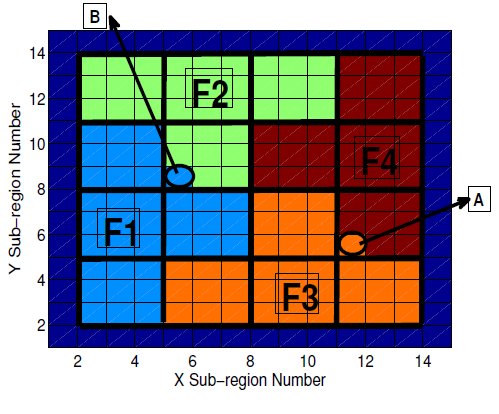 B
14
12
10
8
6
4
2
Y Sub-region Number
F2
F4
F1
F3
A
2 4 6 8 10 12 14
X Sub-region Number